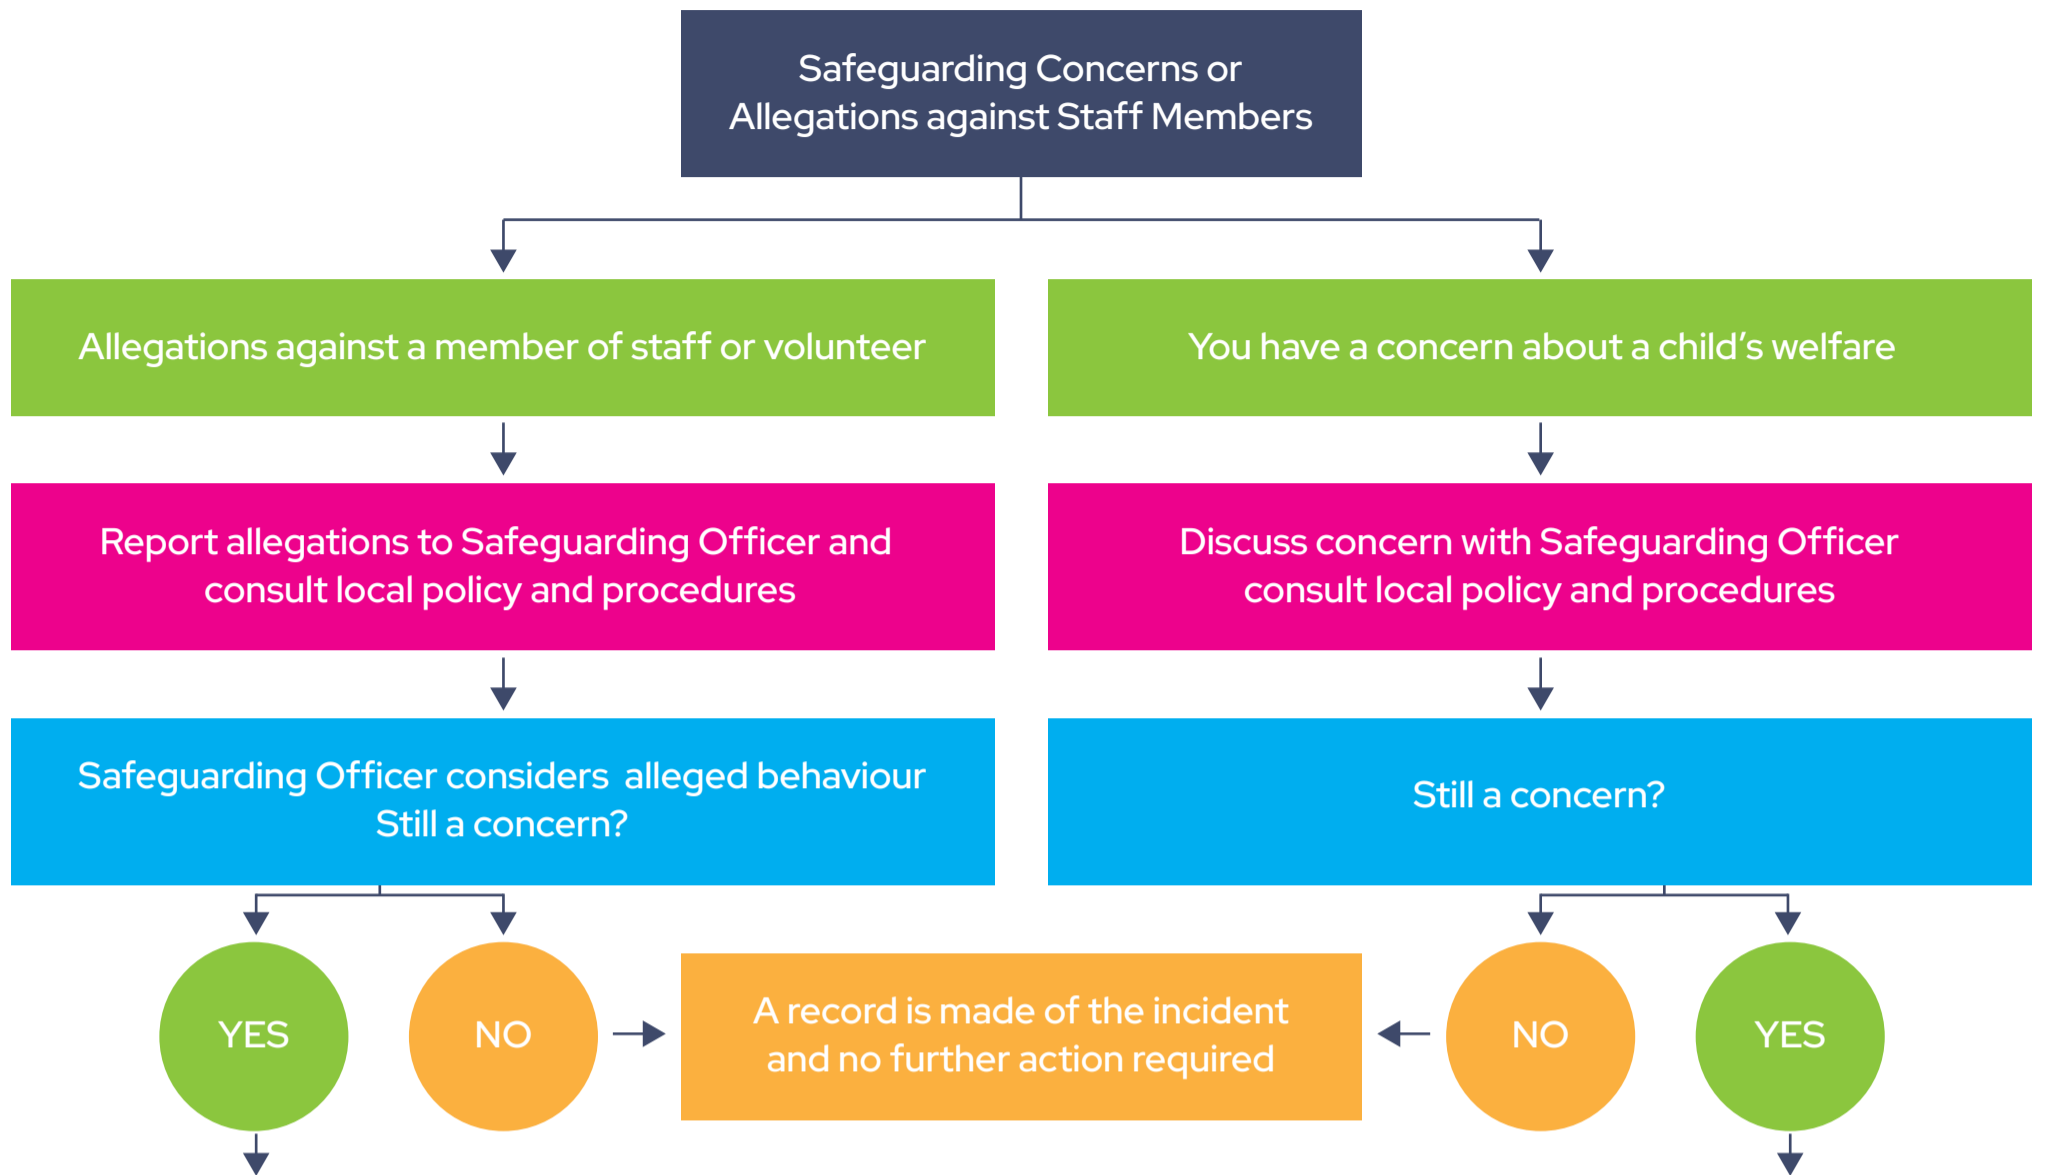 Safeguarding Concerns or
Allegations against Staff Members
Allegations against a member of staff or volunteer
You have a concern about a child’s welfare
Report allegations to Safeguarding Officer and
consult local policy and procedures
Discuss concern with Safeguarding Officer
consult local policy and procedures
Safeguarding Officer considers  alleged behaviour
Still a concern?
Still a concern?
YES
NO
A record is made of the incident
and no further action required
NO
YES